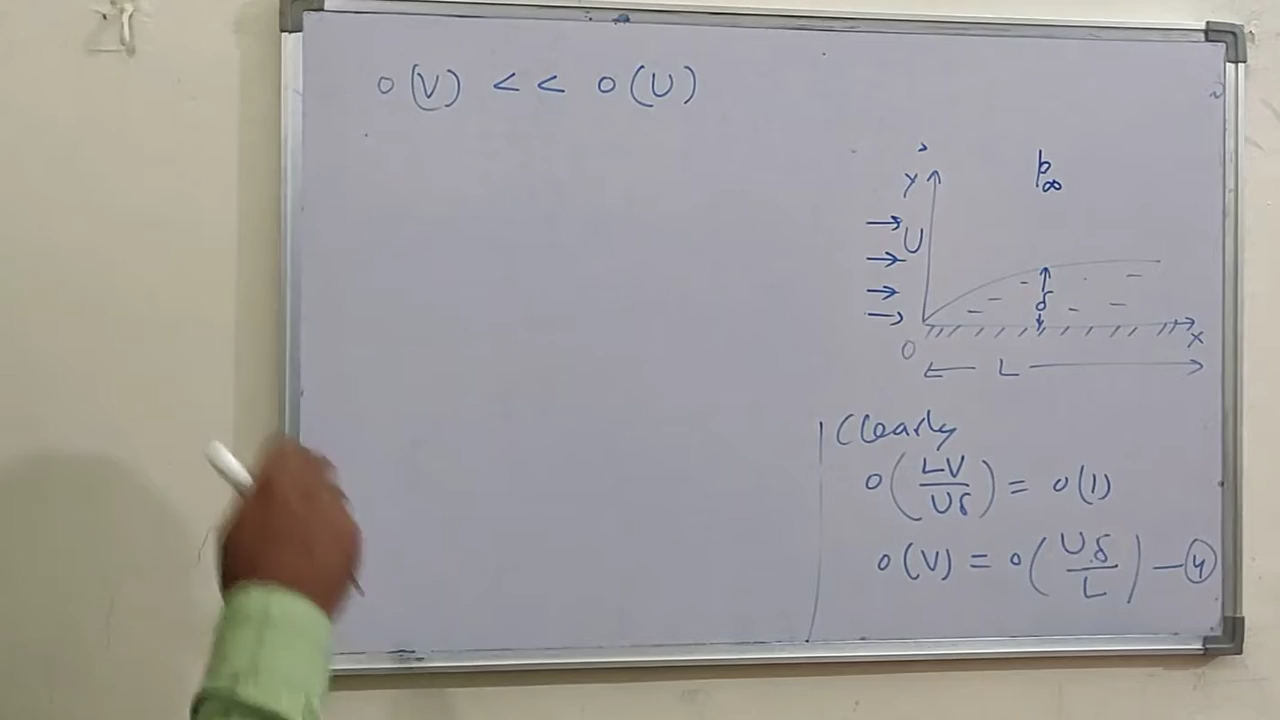 o(V) << o(U)
p∞
y
U
δ
x
O
L
Clearly
o(LV/Uδ) = o(1)
o(V) = o(Uδ/L) — ④